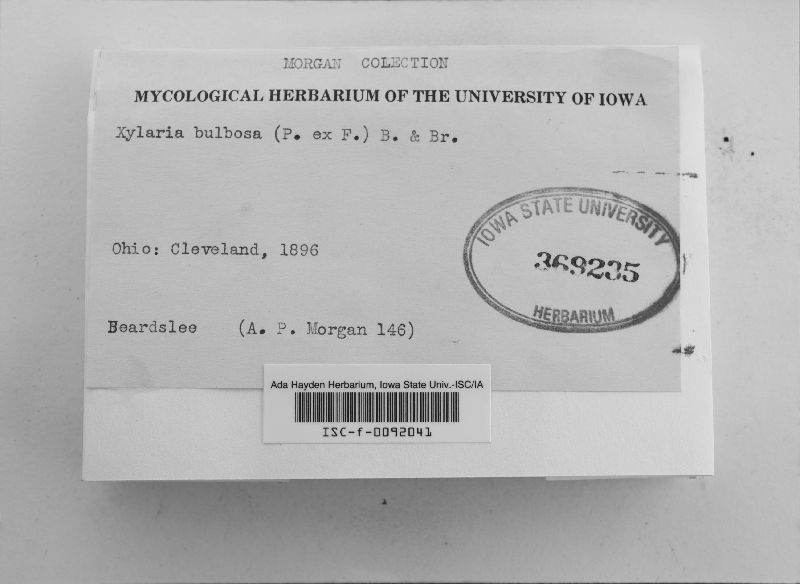 MORGAN COLECTION
MYCOLOGICAL HERBARIUM OF THE UNIVERSITY OF IOWA
Xylaria bulbosa (P. ex F.) B. & Br.
IOWA STATE UNIVERSITY
369235
HERBARIUM
Ohio: Cleveland, 1896
Beardslee (A. P. Morgan 146)
Ada Hayden Herbarium, Iowa State Univ.-ISC/IA
ISC-f-0092041